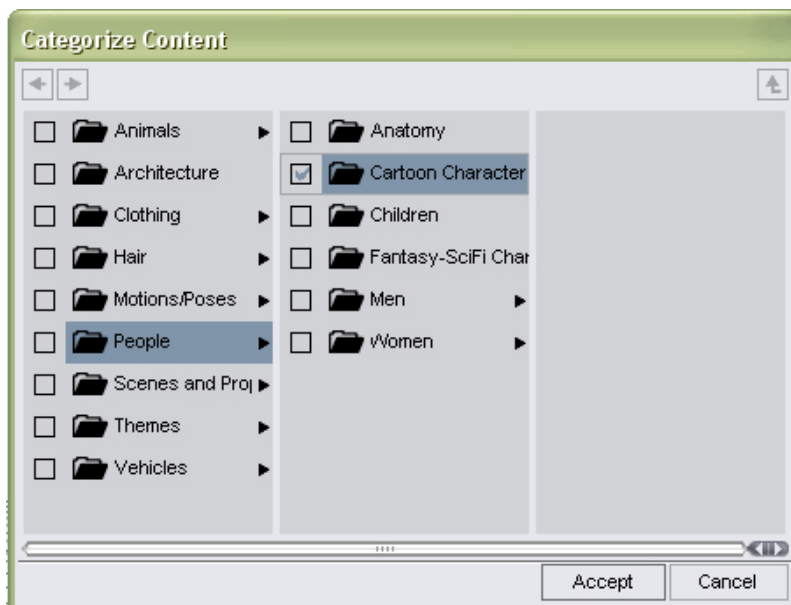 Categorize Content
Animals
Architecture
Clothing
Hair
Motions/Poses
People
Scenes and Pro
Themes
Vehicles
Anatomy
Cartoon Character
Children
Fantasy-SciFi Char
Men
Women
Accept
Cancel